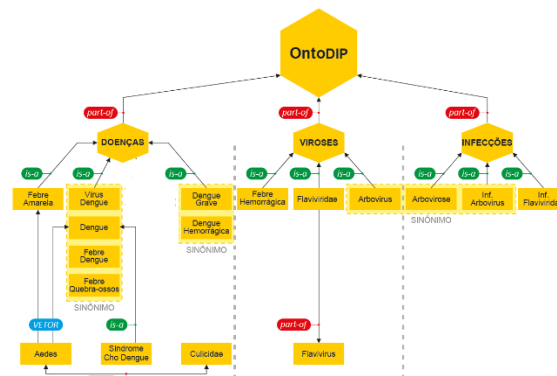 OntoDIP
part-of
part-of
part-of
DOENÇAS
VIROSES
INFECÇÕES
is-a
is-a
is-a
is-a
is-a
is-a
is-a
is-a
is-a
Febre
Amarela
Vírus
Dengue
Dengue
Febre
Dengue
Febre
Quebra-ossos
SINÔNIMO
Dengue
Grave
Dengue
Hemorrágica
SINÔNIMO
Febre
Hemorrágica
Flaviviridae
Arbovírus
Arbovirose
Inf.
Arbovírus
SINÔNIMO
Inf.
Flavivirida
VETOR
is-a
part-of
Aedes
Síndrome
Cho Dengue
Culicidae
Flavivirus